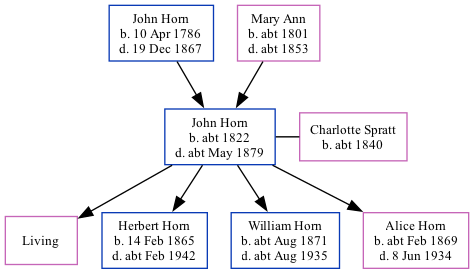 John Horn
b. 10 Apr 1786
d. 19 Dec 1867
Mary Ann
b. abt 1801
d. abt 1853
John Horn
b. abt 1822
d. abt May 1879
Charlotte Spratt
b. abt 1840
Living
Herbert Horn
b. 14 Feb 1865
d. abt Feb 1942
William Horn
b. abt Aug 1871
d. abt Aug 1935
Alice Horn
b. abt Feb 1869
d. 8 Jun 1934